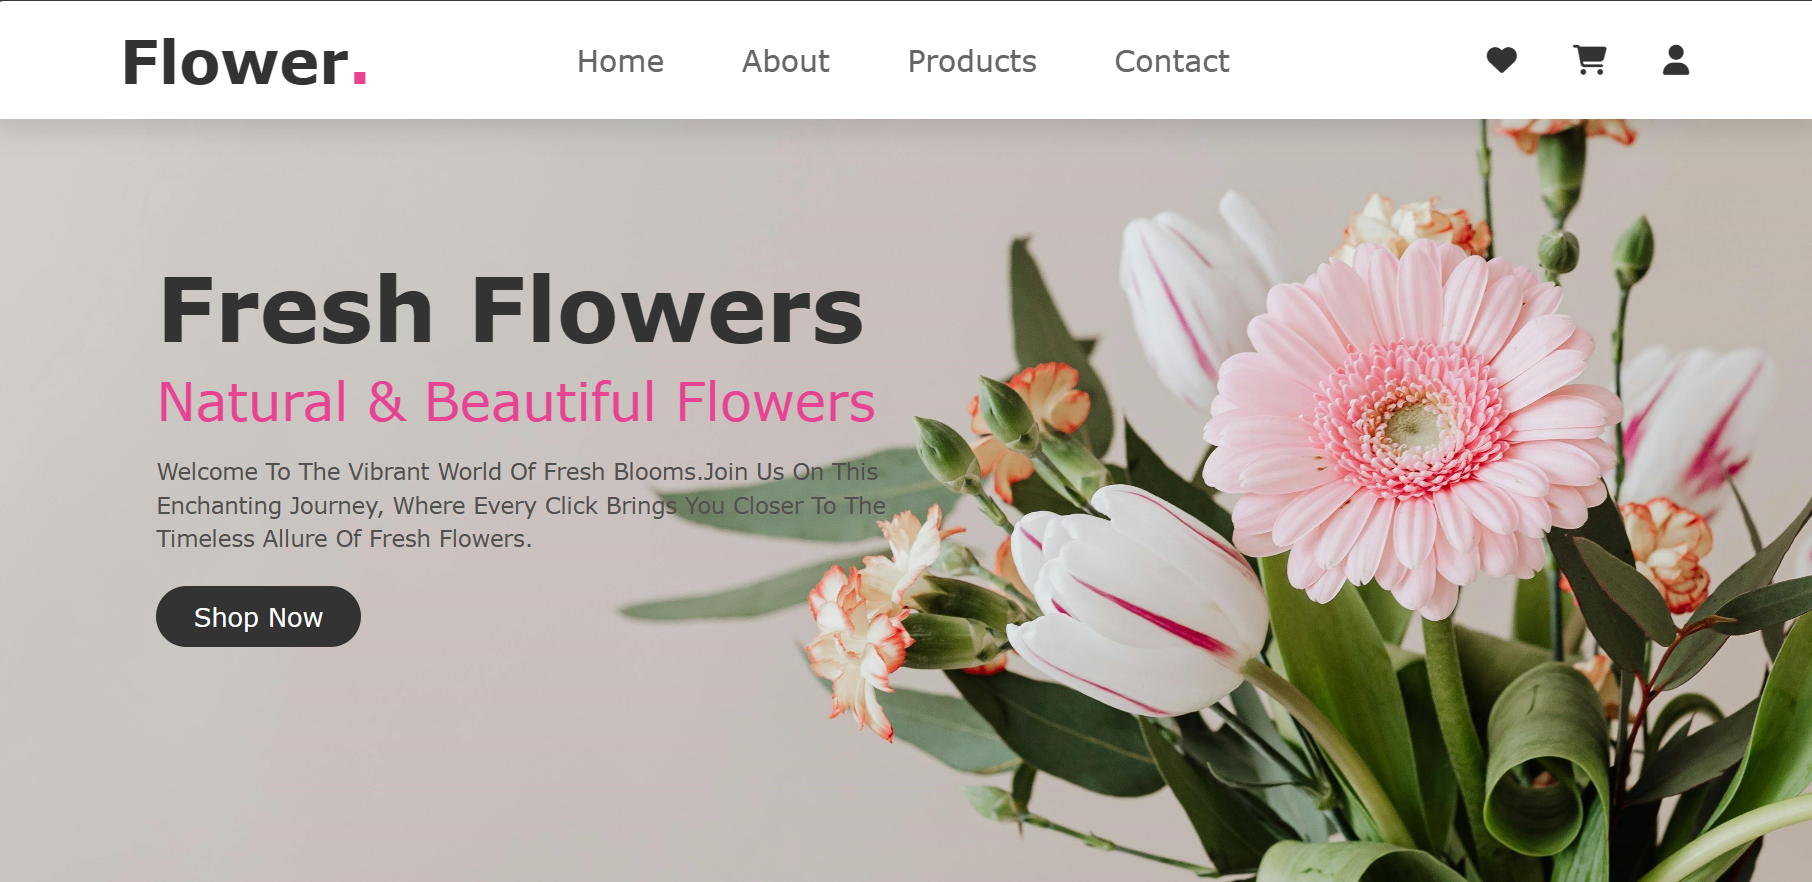 Flower.
Home About Products Contact
Fresh Flowers
Natural & Beautiful Flowers
Welcome To The Vibrant World Of Fresh Blooms.Join Us On This
Enchanting Journey, Where Every Click Brings You Closer To The
Timeless Allure Of Fresh Flowers.
Shop Now